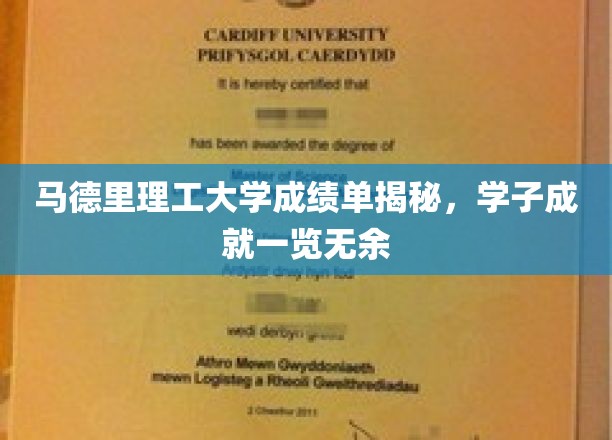 CARDIFF UNIVERSITY
PRIFYSGOL CAERDYDD
It is hereby certified that
has been awarded the degree of
Master of Science
马德里理工大学成绩单揭秘，学子成
就一览无余
Ardystir drwy hyn fod
wedi derbyn gradd
Athro Mewn Gwyddoniaeth
mewn Logisteg a Rheoli Gweithrediadau